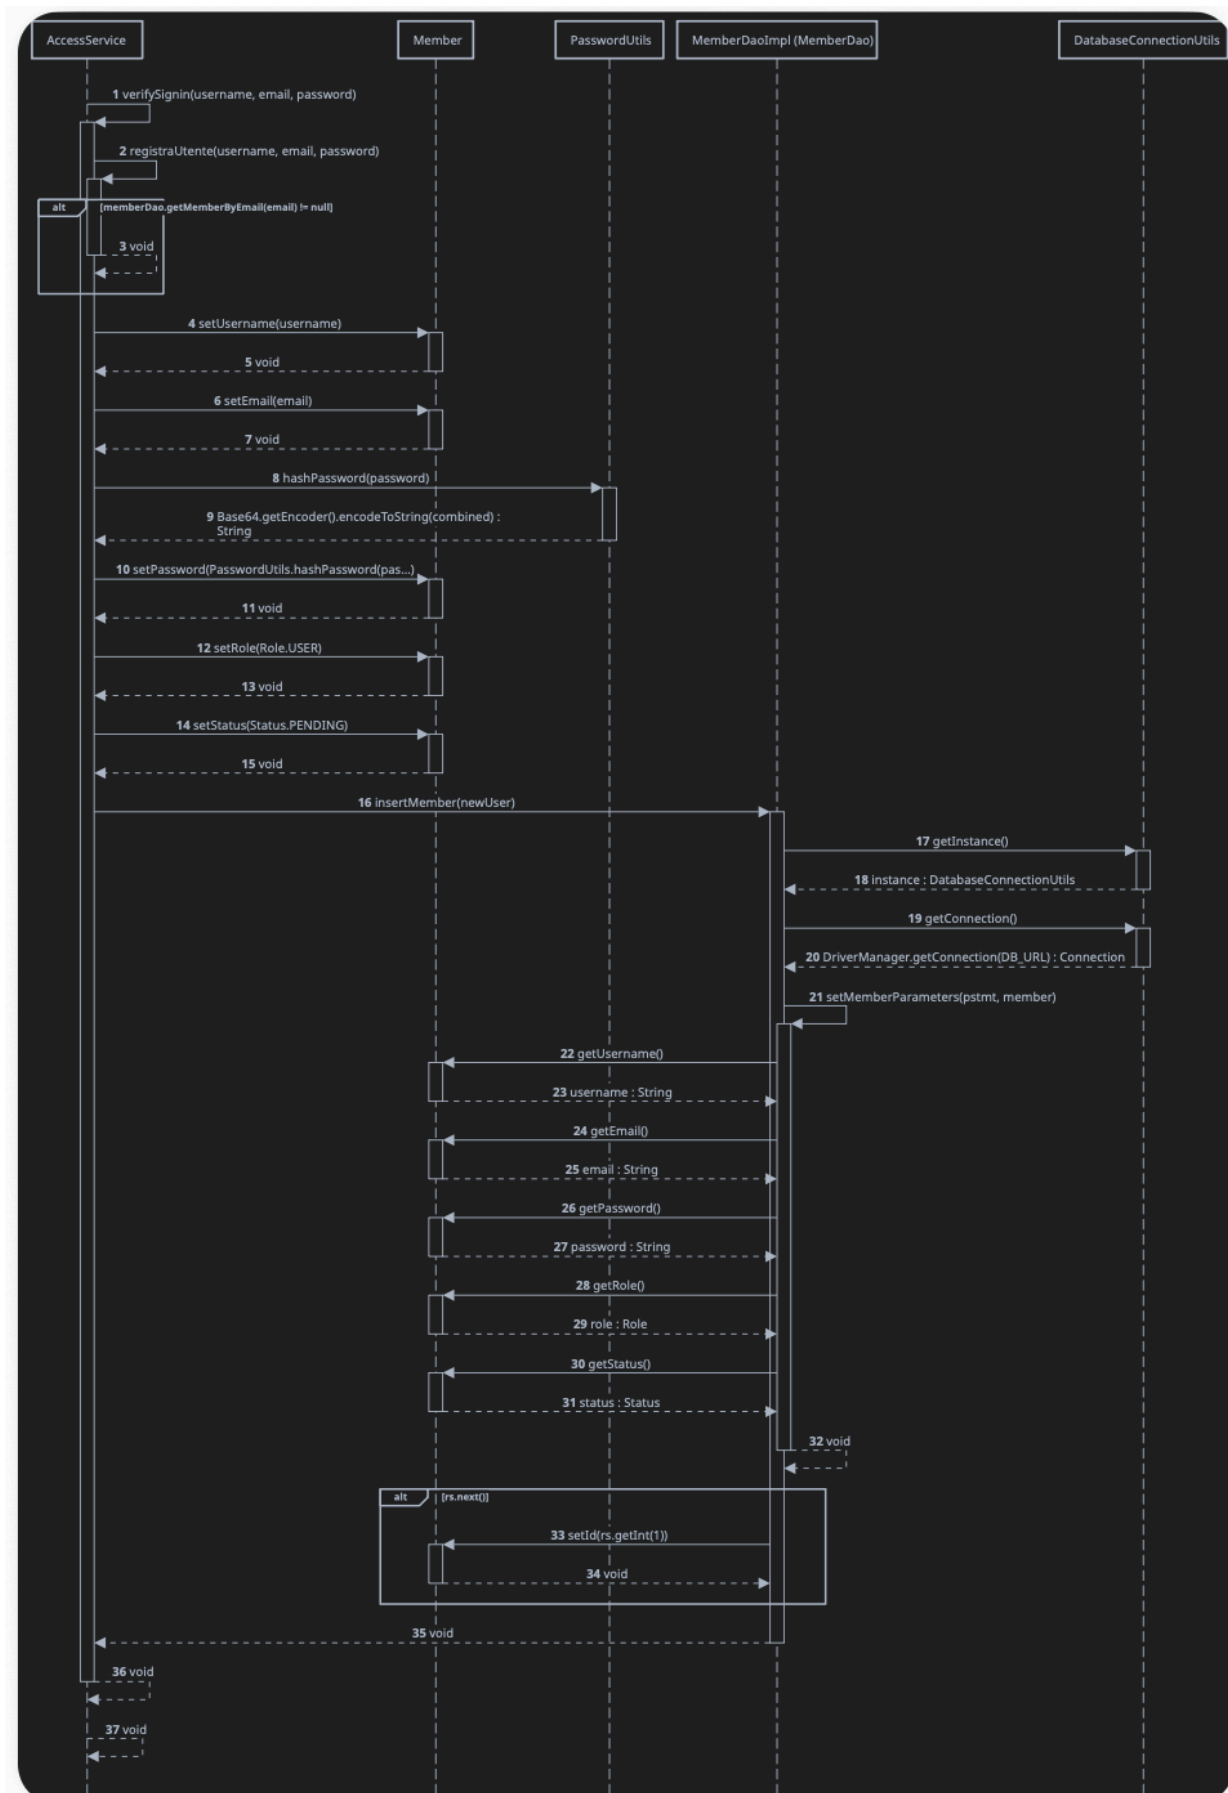 AccessService
Member
PasswordUtils
MemberDaoImpl (MemberDao)
DatabaseConnectionUtils
1 verifySignin(username, email, password)
2 registraUtente(username, email, password)
alt
[memberDao.getMemberByEmail(email) != null]
3 void
4 setUsername(username)
5 void
6 setEmail(email)
7 void
8 hashPassword(password)
9 Base64.getEncoder().encodeToString(combined) :
String
10 setPassword(PasswordUtils.hashPassword(pas...)
11 void
12 setRole(Role.USER)
13 void
14 setStatus(Status.PENDING)
15 void
16 insertMember(newUser)
17 getInstance()
18 instance : DatabaseConnectionUtils
19 getConnection()
20 DriverManager.getConnection(DB_URL) : Connection
21 setMemberParameters(pstmt, member)
22 getUsername()
23 username : String
24 getEmail()
25 email : String
26 getPassword()
27 password : String
28 getRole()
29 role : Role
30 getStatus()
31 status : Status
32 void
alt
[rs.next()]
33 setId(rs.getInt(1))
34 void
35 void
36 void
37 void